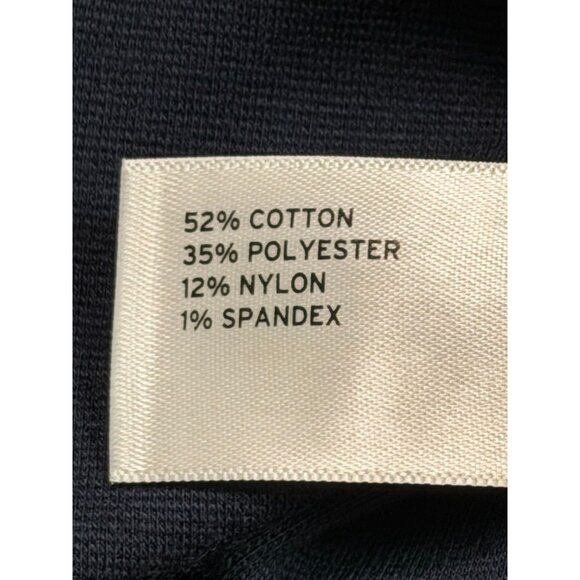 52% COTTON
35% POLYESTER
12% NYLON
1% SPANDEX